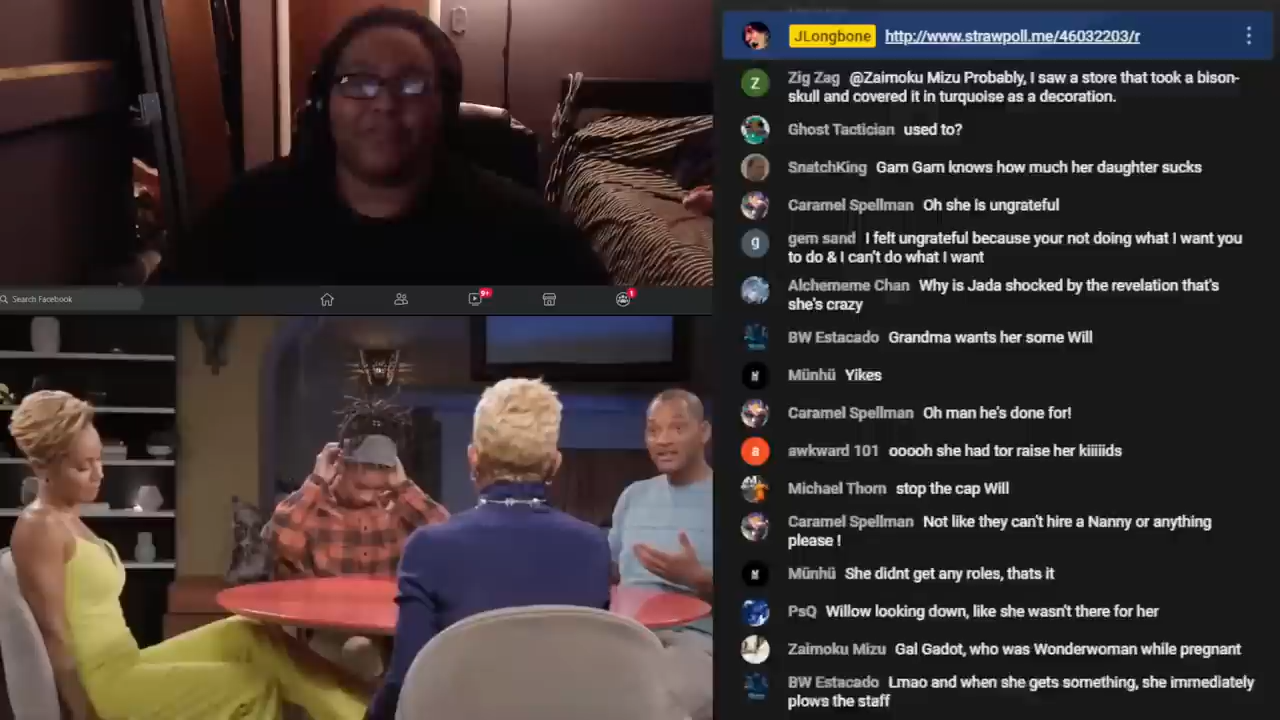 JLongbone http://www.strawpoll.me/46032203/r
Zig Zag @Zaimoku Mizu Probably, I saw a store that took a bison-
skull and covered it in turquoise as a decoration.
Ghost Tactician used to?
SnatchKing Gam Gam knows how much her daughter sucks
Caramel Spellman Oh she is ungrateful
gem sand I felt ungrateful because your not doing what I want you
to do & I can't do what I want
Alchememe Chan Why is Jada shocked by the revelation that's
she's crazy
BW Estacado Grandma wants her some Will
Münhü Yikes
Caramel Spellman Oh man he's done for!
awkward 101 ooooh she had tor raise her kiiiiids
Michael Thorn stop the cap Will
Caramel Spellman Not like they can't hire a Nanny or anything
please !
Münhü She didnt get any roles, thats it
PsQ Willow looking down, like she wasn't there for her
Zaimoku Mizu Gal Gadot, who was Wonderwoman while pregnant
BW Estacado Lmao and when she gets something, she immediately
plows the staff
Search Facebook
9+
1
Z
g
a